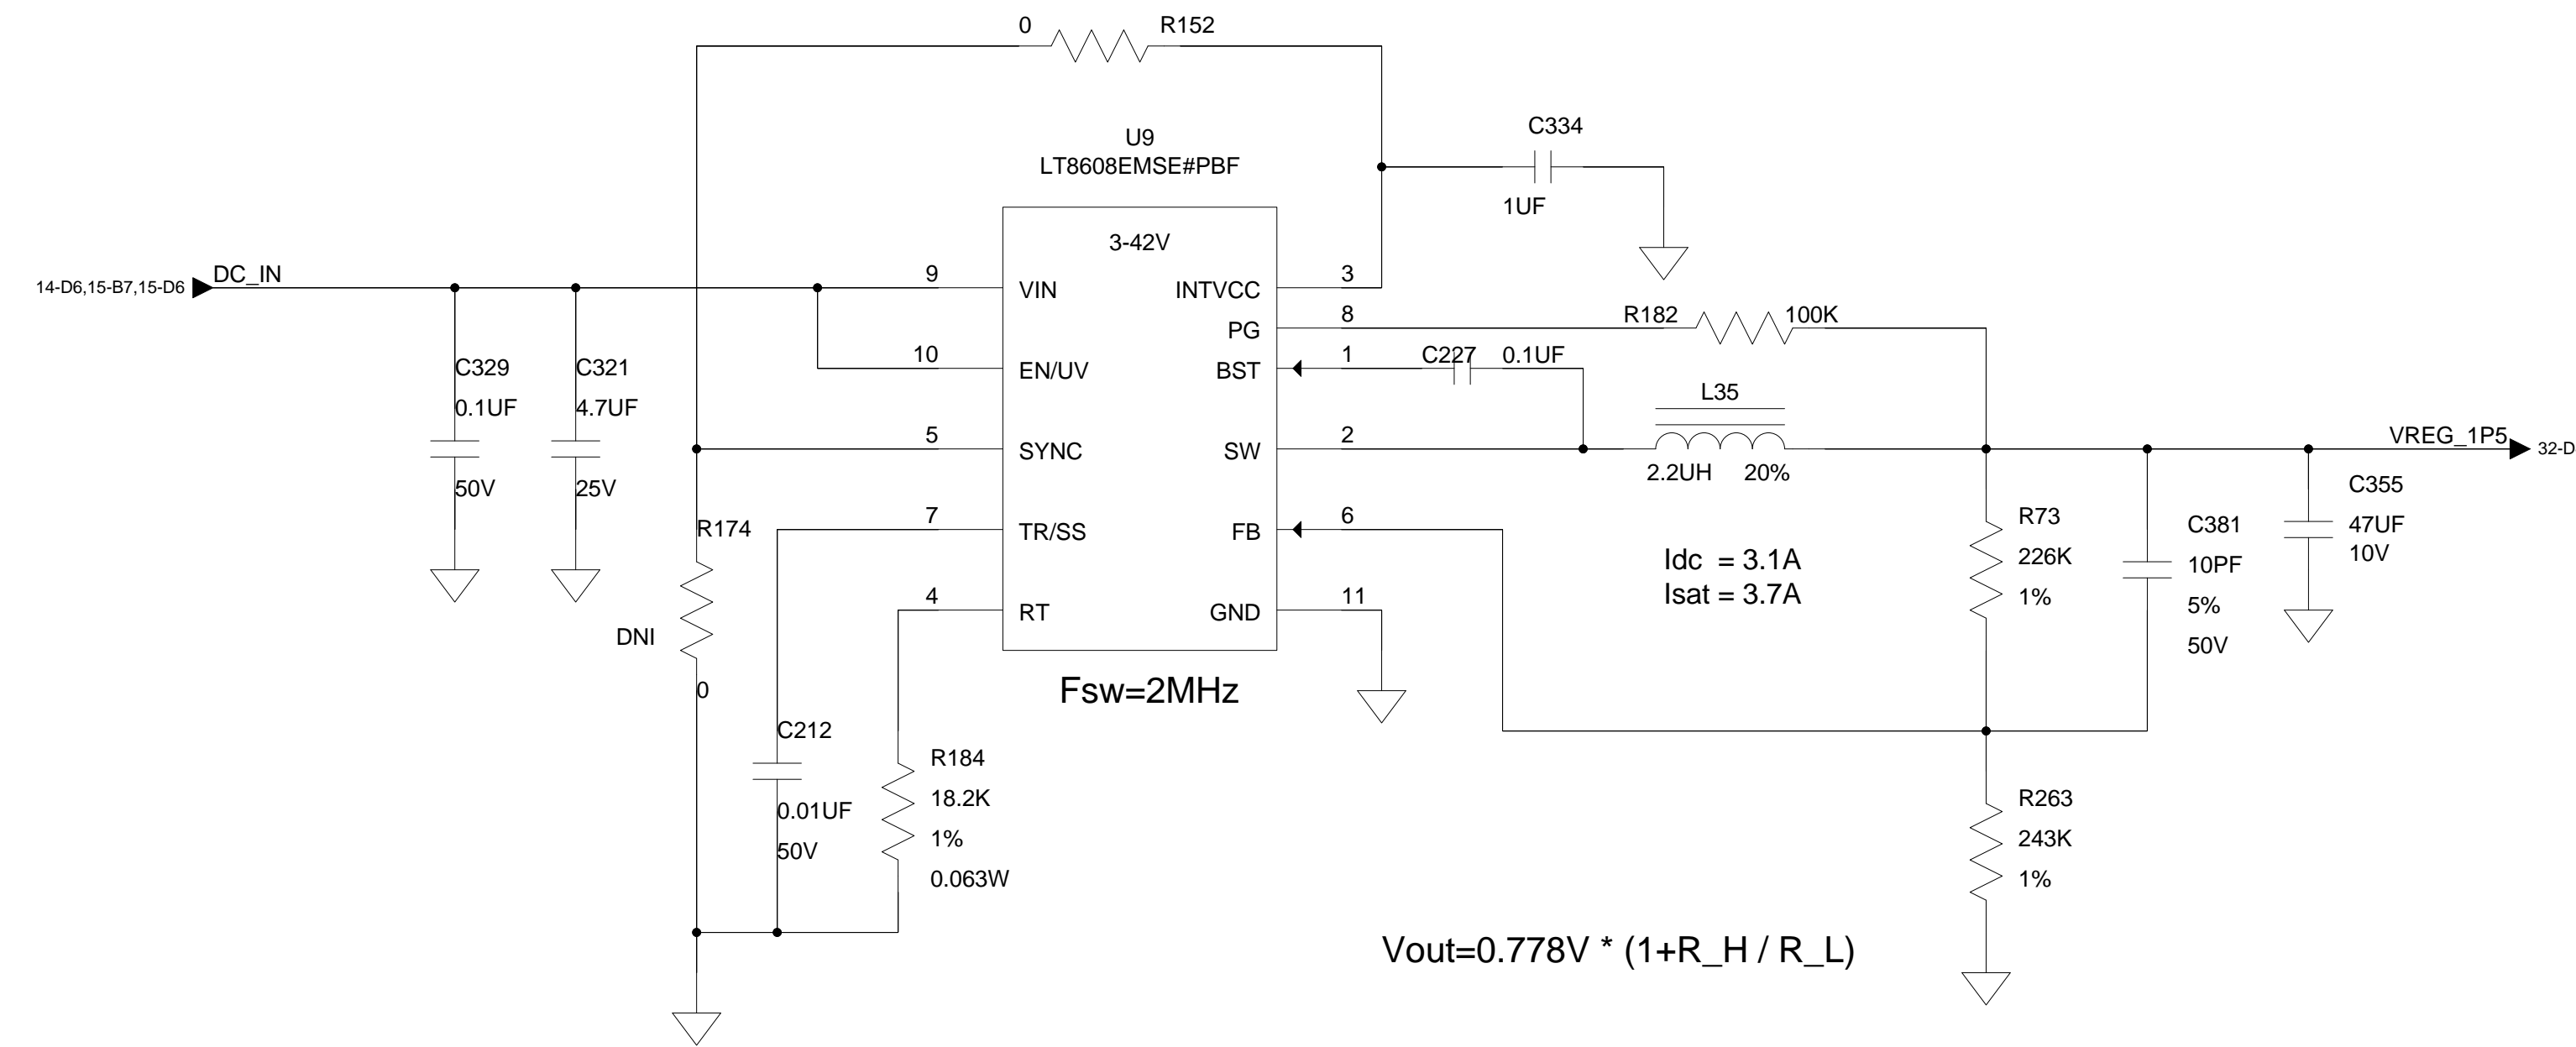 0
R152
C334
1UF
U9
LT8608EMSE#PBF
3-42V
14-D6,15-B7,15-D6
DC_IN
9
VIN
INTVCC
3
PG
8
R182
100K
10
EN/UV
BST
1
C227
0.1UF
C329
0.1UF
50V
C321
4.7UF
25V
5
SYNC
SW
2
L35
2.2UH 20%
VREG_1P5
32-D
7
TR/SS
FB
6
R174
DNI
0
4
RT
GND
11
Idc = 3.1A
Isat = 3.7A
R73
226K
1%
C381
10PF
5%
50V
C355
47UF
10V
Fsw=2MHz
C212
0.01UF
50V
R184
18.2K
1%
0.063W
R263
243K
1%
Vout=0.778V * (1+R_H / R_L)